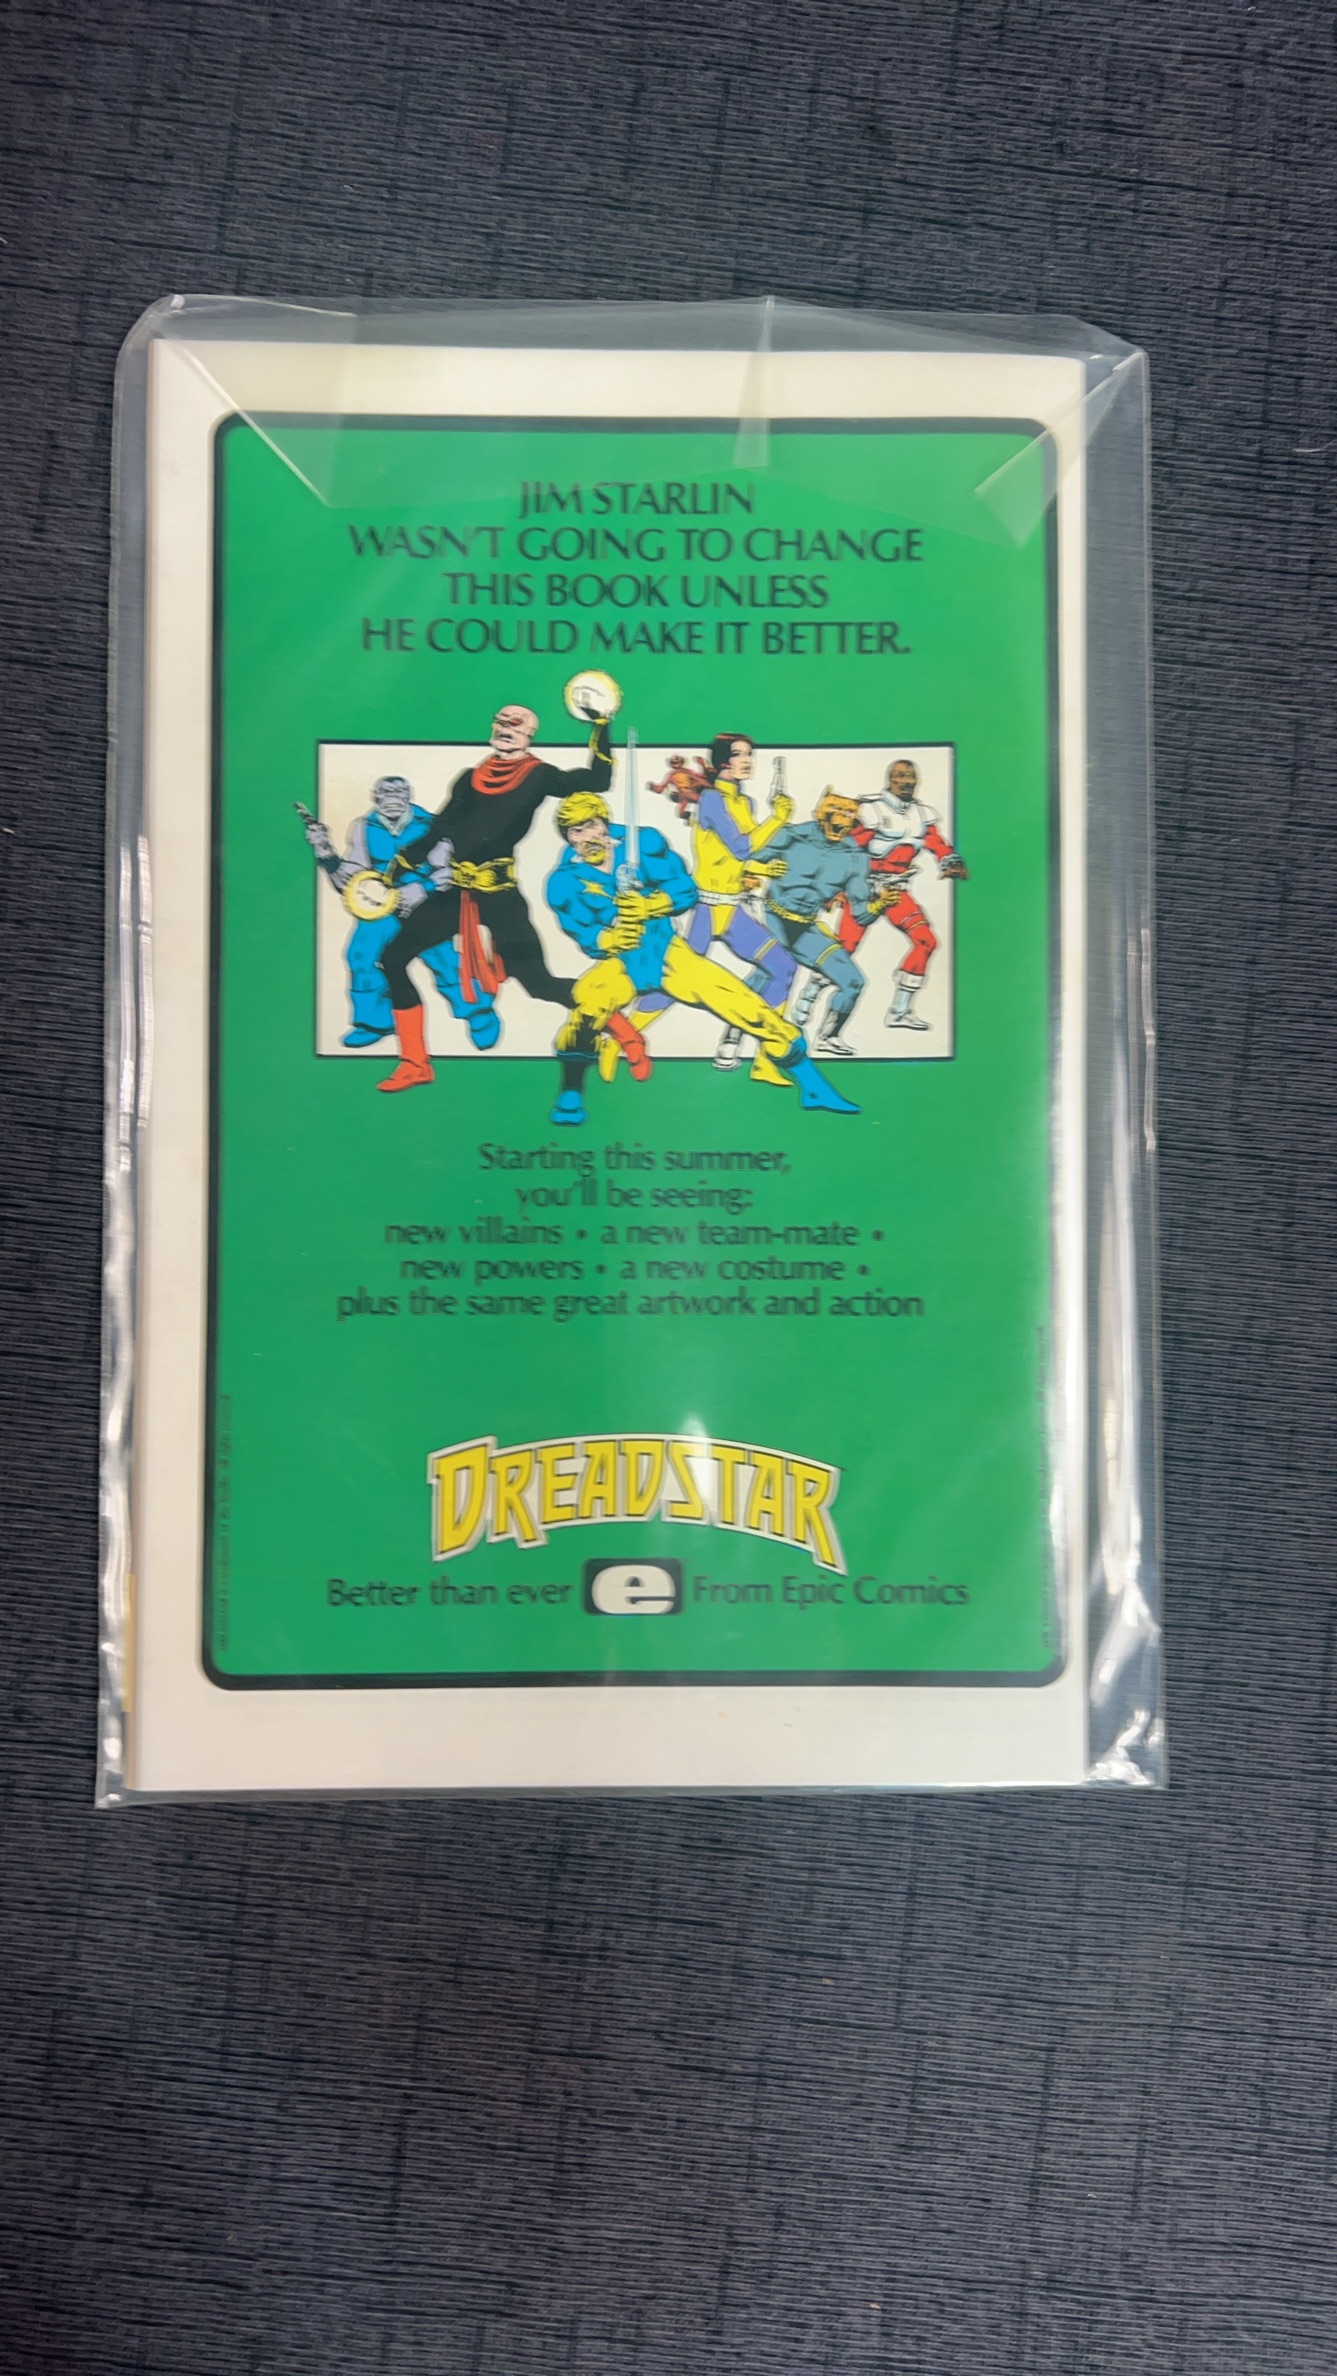 JIM STARLIN
WASN'T GOING TO CHANGE
THIS BOOK UNLESS
HE COULD MAKE IT BETTER.
Starting this summer,
you'll be seeing:
new villains • a new team-mate •
new powers • a new costume •
plus the same great artwork and action
DREADSTAR
Better than ever e From Epic Comics